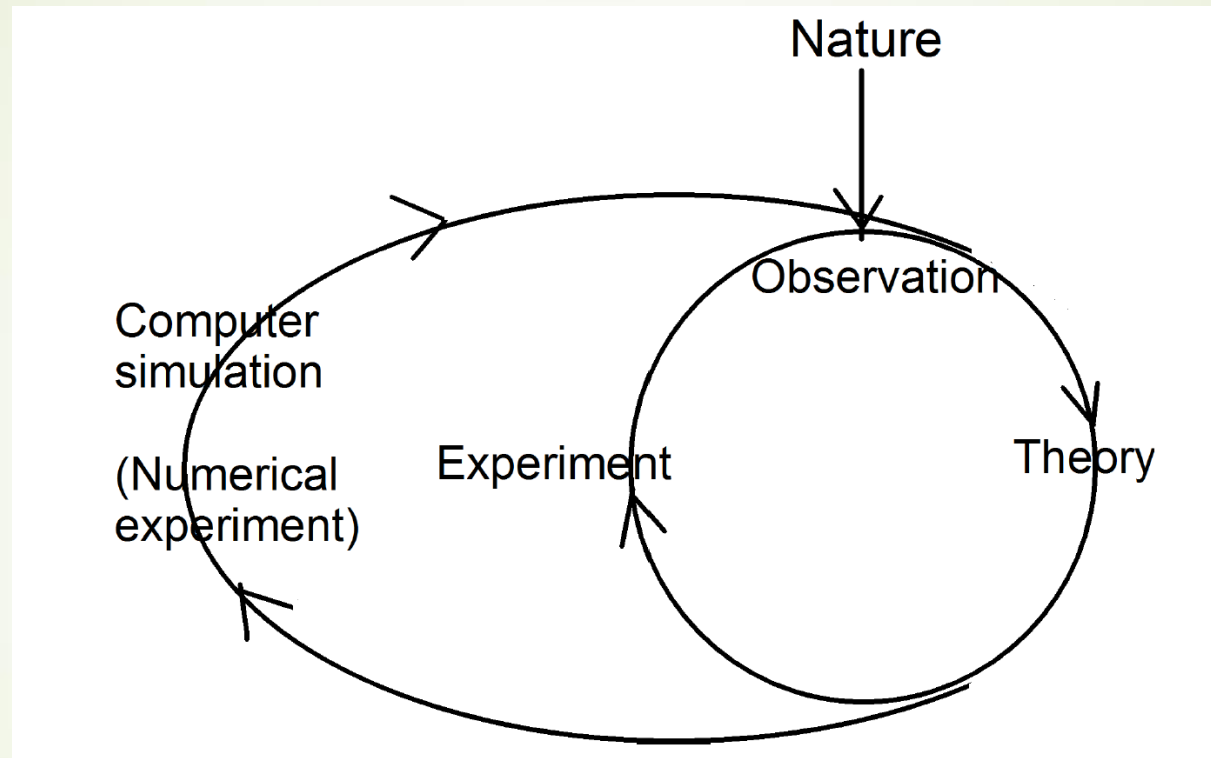 Nature
Observation
Computer
simulation
(Numerical
experiment)
Experiment
Theory